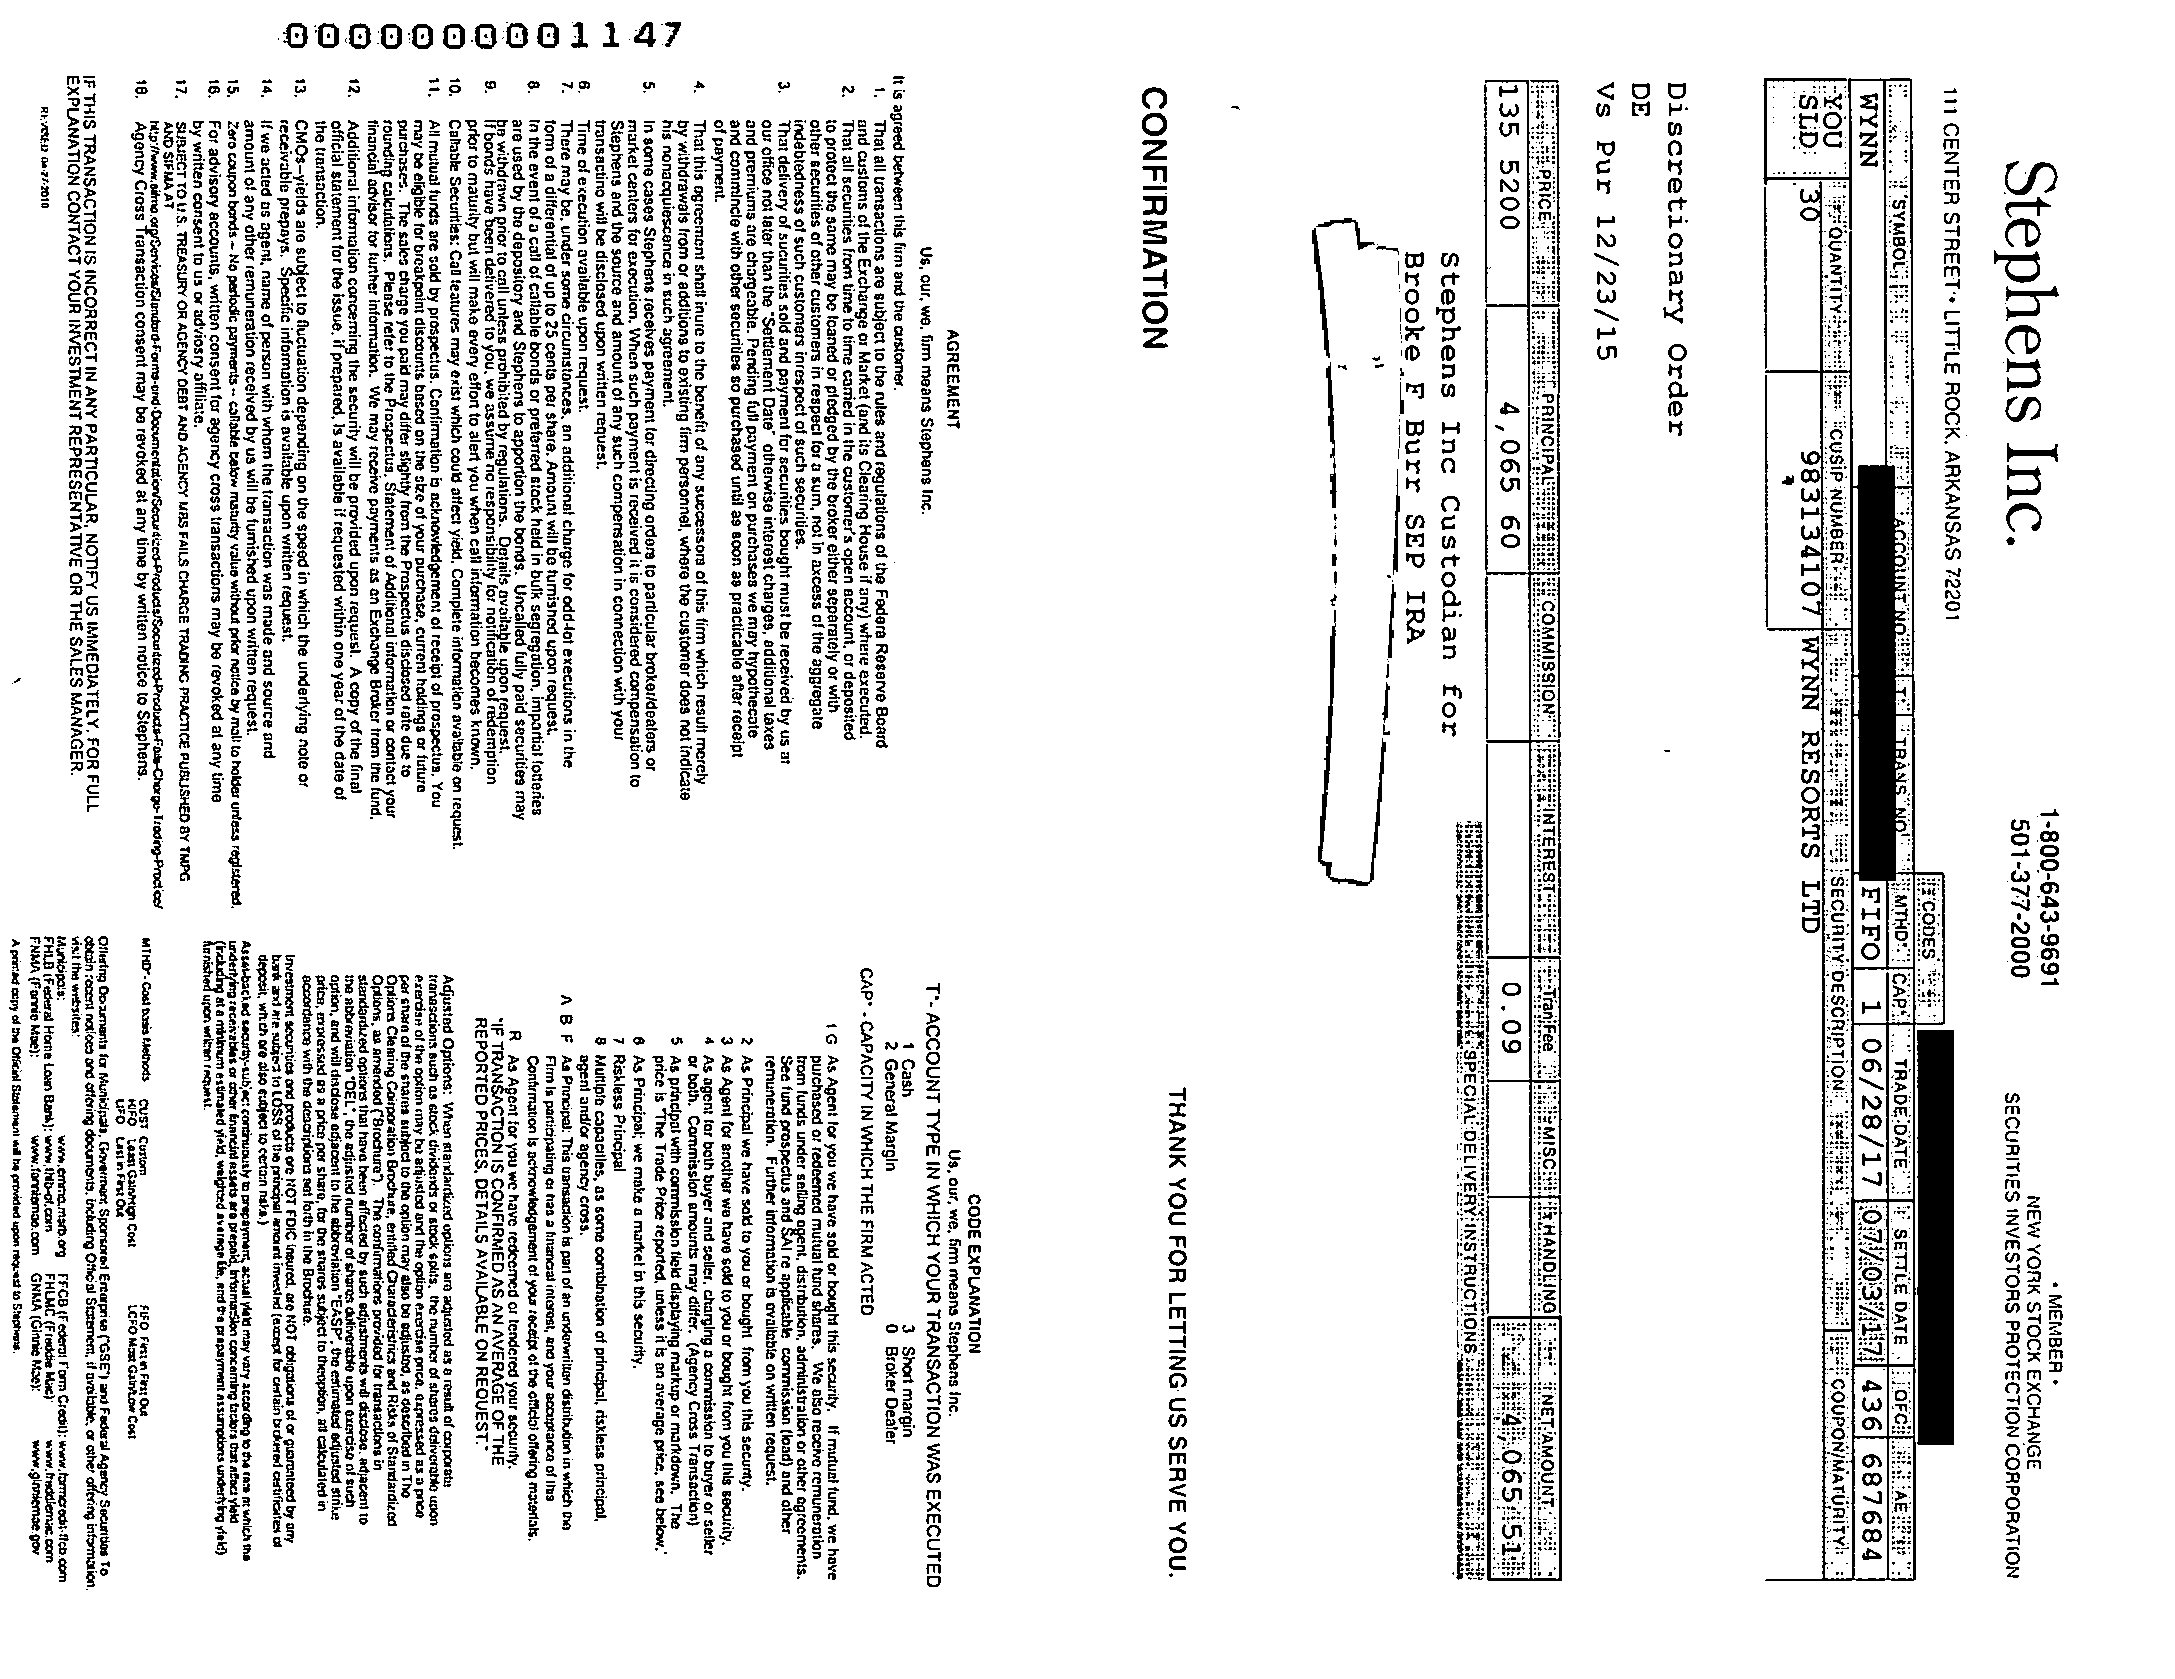 Stephens Inc.
111 CENTER STREET • LITTLE ROCK, ARKANSAS 72201
1-800-643-9691
501-377-2000
• MEMBER •
NEW YORK STOCK EXCHANGE
SECURITIES INVESTORS PROTECTION CORPORATION
CODES
SYMBOL ACCOUNT NO. T* TRANS NO. MTHD* CAP* TRADE DATE SETTLE DATE OFC AE
WYNN FIFO 1 06/28/17 07/03/17 436 687684
YOU QUANTITY CUSIP NUMBER SECURITY DESCRIPTION COUPON/MATURITY
SLD 30 983134107 WYNN RESORTS LTD
Discretionary Order
DE
Vs Pur 12/23/15
PRICE PRINCIPAL COMMISSION INTEREST TranFee MISC HANDLING NET AMOUNT
135 5200 4,065 60 0.09 4,065 51
SPECIAL DELIVERY INSTRUCTIONS
Stephens Inc Custodian for
Brooke F Burr SEP IRA
CONFIRMATION
THANK YOU FOR LETTING US SERVE YOU.
AGREEMENT
Us, our, we, firm means Stephens Inc.
It is agreed between this firm and the customer.
1. That all transactions are subject to the rules and regulations of the Federal Reserve Board
and customs of the Exchange or Market (and its Clearing House if any) where executed.
2. That all securities from time to time carried in the customer's open account, or deposited
to protect the same may be loaned or pledged by the broker either separately or with
other securities of other customers in respect for a sum, not in excess of the aggregate
indebtedness of such customers in respect of such securities.
3. That delivery of securities sold and payment for securities bought must be received by us at
our office not later than the "Settlement Date" otherwise interest charges, additional taxes
and premiums are chargeable. Pending full payment on purchases we may hypothecate
and commingle with other securities so purchased until as soon as practicable after receipt
of payment.
4. That this agreement shall inure to the benefit of any successors of this firm which result merely
by withdrawals from or additions to existing firm personnel, where the customer does not indicate
his nonacquiescence in such agreement.
5. In some cases Stephens receives payment for directing orders to particular broker/dealers or
market centers for execution. When such payment is received it is considered compensation to
Stephens and the source and amount of any such compensation in connection with your
transaction will be disclosed upon written request.
6. Time of execution available upon request.
7. There may be, under some circumstances, an additional charge for odd-lot executions in the
form of a differential of up to 25 cents per share. Amount will be furnished upon request.
8. In the event of a call of callable bonds or preferred stock held in bulk segregation, impartial lotteries
are used by the depository and Stephens to apportion the bonds. Uncalled fully paid securities may
be withdrawn prior to call unless prohibited by regulations. Details available upon request.
9. If bonds have been delivered to you, we assume no responsibility for notification of redemption
prior to maturity but will make every effort to alert you when call information becomes known.
10. Callable Securities: Call features may exist which could affect yield. Complete information available on request.
11. All mutual funds are sold by prospectus. Confirmation is acknowledgement of receipt of prospectus. You
may be eligible for breakpoint discounts based on the size of your purchase, current holdings or future
purchases. The sales charge you paid may differ slightly from the Prospectus disclosed rate due to
rounding calculations. Please refer to the Prospectus, Statement of Additional Information or contact your
financial advisor for further information. We may receive payments as an Exchange Broker from the fund.
12. Additional information concerning the security will be provided upon request. A copy of the final
official statement for the issue, if prepared, is available if requested within one year of the date of
the transaction.
13. CMOs—yields are subject to fluctuation depending on the speed in which the underlying note or
receivable prepays. Specific information is available upon written request.
14. If we acted as agent, name of person with whom the transaction was made and source and
amount of any other remuneration received by us will be furnished upon written request.
15. Zero coupon bonds – No periodic payments – callable below maturity value without prior notice by mail to holder unless registered.
16. For advisory accounts, written consent for agency cross transactions may be revoked at any time
by written consent to us or adviosry affiliate.
17. SUBJECT TO U.S. TREASURY OR AGENCY DEBT AND AGENCY MBS FAILS CHARGE TRADING PRACTICE PUBLISHED BY TMPG
AND SIFMA AT
http://www.sifma.org/Services/Standard-Forms-and-Documentation/Securitized-Products/Securitized-Products-Fails-Charge-Trading-Practice/
18. Agency Cross Transaction consent may be revoked at any time by written notice to Stephens.
IF THIS TRANSACTION IS INCORRECT IN ANY PARTICULAR, NOTIFY US IMMEDIATELY, FOR FULL
EXPLANATION CONTACT YOUR INVESTMENT REPRESENTATIVE OR THE SALES MANAGER.
REVISED 04-27-2010
CODE EXPLANATION
Us, our, we, firm means Stephens Inc.
T*- ACCOUNT TYPE IN WHICH YOUR TRANSACTION WAS EXECUTED
1 Cash 3 Short margin
2 General Margin 0 Broker Dealer
CAP* - CAPACITY IN WHICH THE FIRM ACTED
1 G As Agent for you we have sold or bought this security. If mutual fund, we have
purchased or redeemed mutual fund shares. We also receive remuneration
from funds under selling agent, distribution, administration or other agreements.
See fund prospectus and SAI re applicable commission (load) and other
remuneration. Further information is available on written request.
2 As Principal we have sold to you or bought from you this security.
3 As Agent for another we have sold to you or bought from you this security.
4 As agent for both buyer and seller, charging a commission to buyer or seller
or both. Commission amounts may differ. (Agency Cross Transaction)
5 As principal with commission field displaying markup or markdown. The
price is "The Trade Price reported, unless it is an average price, see below."
6 As Principal; we make a market in this security.
7 Riskless Principal
8 Multiple capacities, as some combination of principal, riskless principal,
agent and/or agency cross.
A B F As Principal: This transaction is part of an underwritten distribution in which the
Firm is participating or has a financial interest, and your acceptance of this
Confirmation is acknowledgement of your receipt of the official offering materials.
R As Agent for you we have redeemed or tendered your security.
"IF TRANSACTION IS CONFIRMED AS AN AVERAGE OF THE
REPORTED PRICES, DETAILS AVAILABLE ON REQUEST."
Adjusted Options: When standardized options are adjusted as a result of corporate
transactions such as stock dividends or stock splits, the number of shares deliverable upon
exercise of the option may be adjusted and the option exercise price, expressed as a price
per share of the shares subject to the option may also be adjusted, as described in The
Options Clearing Corporation Brochure, entitled Characteristics and Risks of Standardized
Options, as amended ("Brochure"). The confirmations provided for transactions in
standardized options that have been effected by such adjustments will disclose, adjacent to
the abbreviation "DEL", the adjusted number of shares deliverable upon exercise of such
option, and will disclose adjacent to the abbreviation "EASP", the estimated adjusted strike
price, expressed as a price per share, for the shares subject to the option, all calculated in
accordance with the descriptions set forth in the Brochure.
Investment securities and products are NOT FDIC insured, are NOT obligations of or guaranteed by any
bank and are subject to LOSS of the principal amount invested (except for certain brokered certificates of
deposit, which are also subject to certain risks.)
Asset-backed security-subject continuously to prepayment, actual yield may vary according to the rate at which the
underlying receivables or other financial assets are prepaid, information concerning factors that affect yield
(including at a minimum estimated yield, weighted average life, and the prepayment assumptions underlying yield)
furnished upon written request.
MTHD* - Cost basis Methods CUST Custom FIFO First in First Out
HIFO Least Gain/High Cost LCFO Most Gain/Low Cost
LIFO Last in First Out
Offering Documents for Municipals, Government Sponsored Enterprise ("GSE") and Federal Agency Securities To
obtain recent notices and offering documents, including Official Statement, if available, or other offering information,
visit the websites:
Municipals: www.emma.msrb.org FFCB (Federal Farm Credit): www.farmcredit-ffcb.com
FHLB (Federal Home Loan Bank): www.fhlb-of.com FHLMC (Freddie Mac): www.freddiemac.com
FNMA (Fannie Mae): www.fanniemae.com GNMA (Ginnie Mae): www.ginniemae.gov
A printed copy of the Official Statement will be provided upon request to Stephens.
000000001147